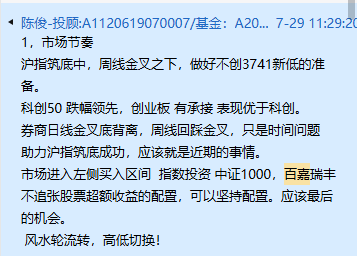 陈俊-投顾:A1120619070007/基金：A20... 7-29 11:29:20
1，市场节奏
沪指筑底中，周线金叉之下，做好不创3741新低的准
备。
科创50 跌幅领先，创业板 有承接 表现优于科创。
券商日线金叉底背离，周线回踩金叉，只是时间问题
助力沪指筑底成功，应该就是近期的事情。
市场进入左侧买入区间 指数投资 中证1000，百嘉瑞丰
不追张股票超额收益的配置，可以坚持配置。应该最后
的机会。
风水轮流转，高低切换！